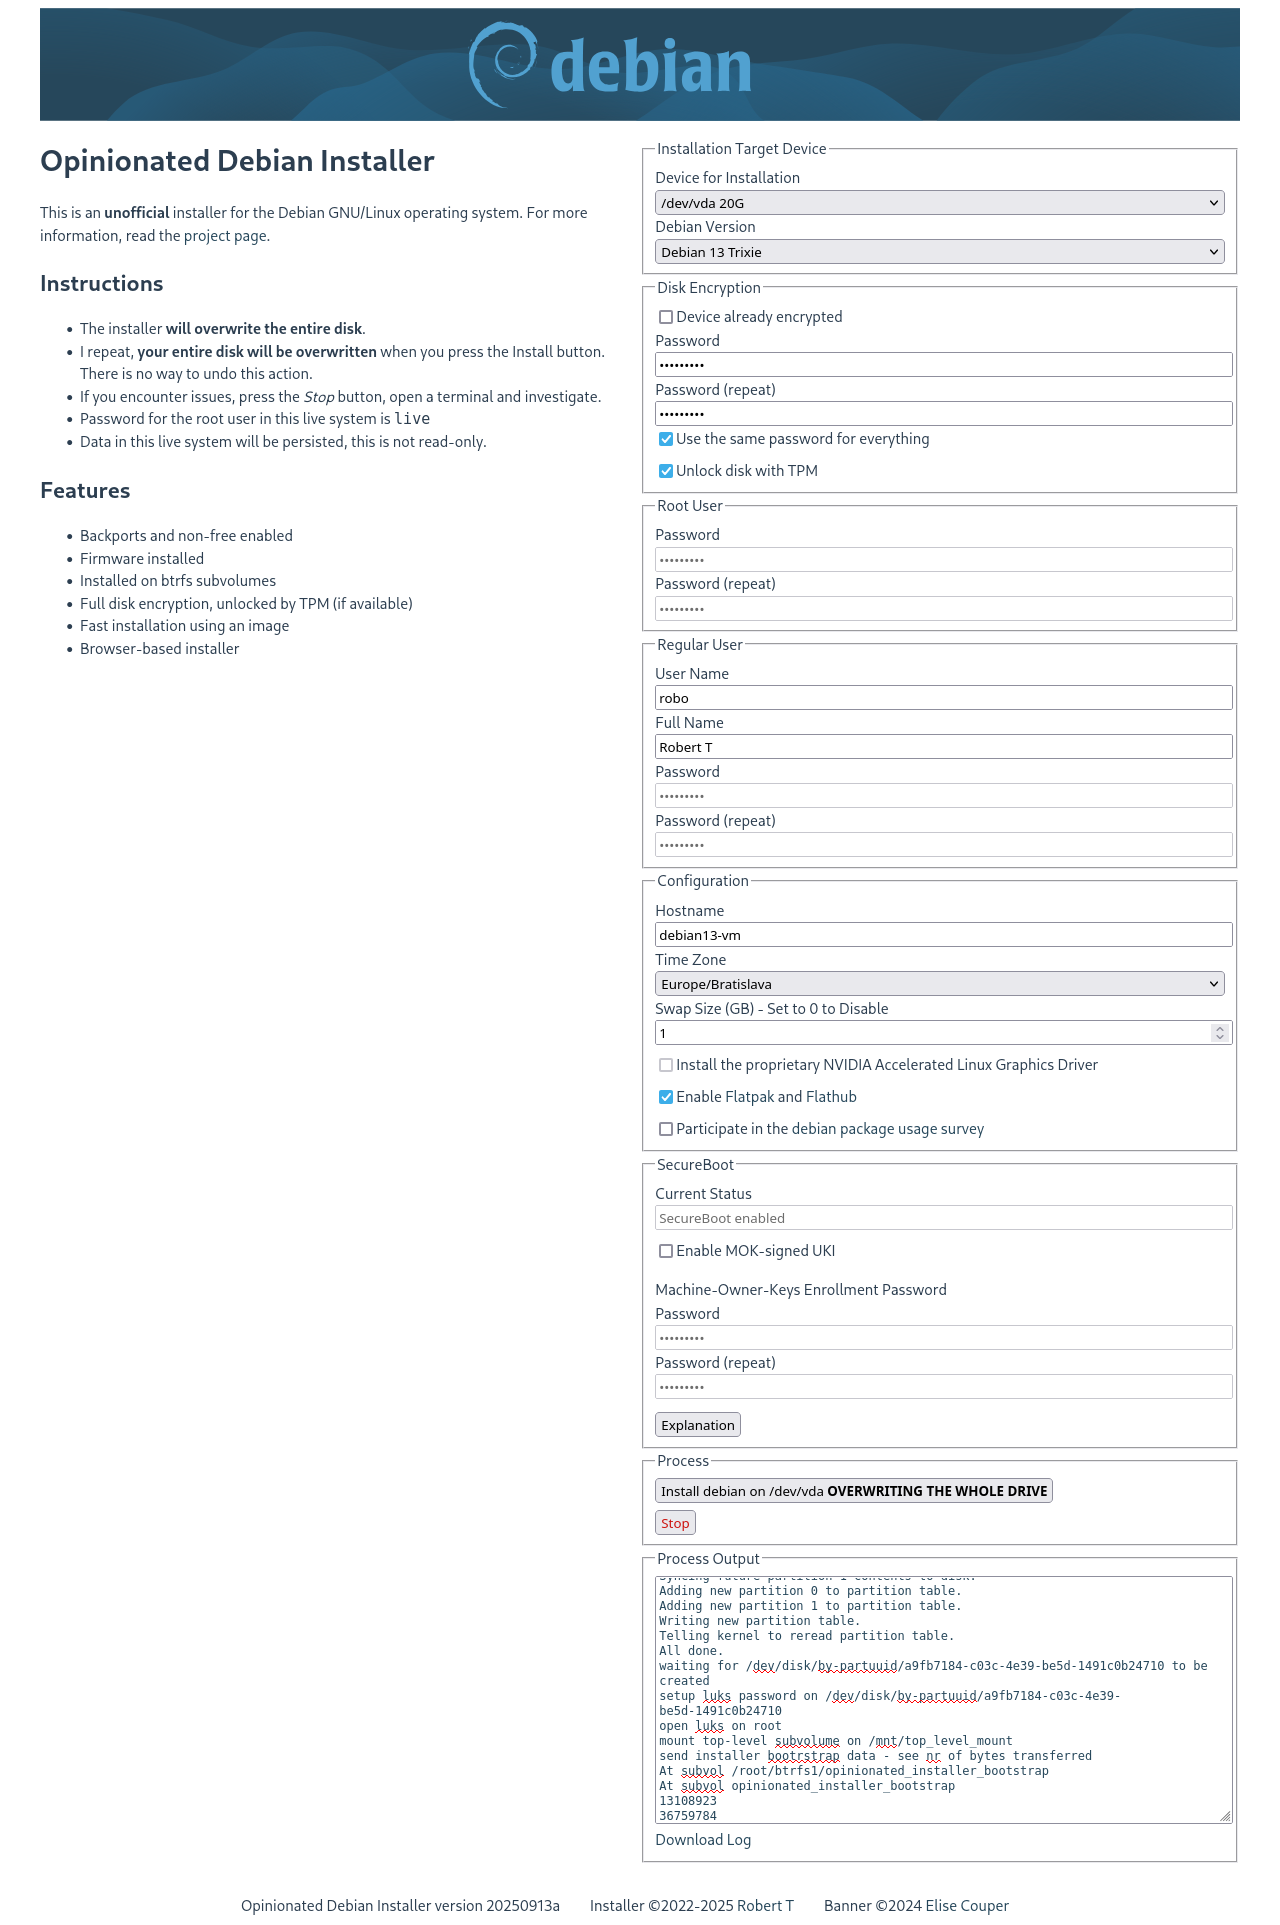 debian
Opinionated Debian Installer
This is an unofficial installer for the Debian GNU/Linux operating system. For more
information, read the project page.
Instructions
• The installer will overwrite the entire disk.
• I repeat, your entire disk will be overwritten when you press the Install button.
There is no way to undo this action.
• If you encounter issues, press the Stop button, open a terminal and investigate.
• Password for the root user in this live system is live
• Data in this live system will be persisted, this is not read-only.
Features
• Backports and non-free enabled
• Firmware installed
• Installed on btrfs subvolumes
• Full disk encryption, unlocked by TPM (if available)
• Fast installation using an image
• Browser-based installer
Installation Target Device
Device for Installation
/dev/vda 20G
Debian Version
Debian 13 Trixie
Disk Encryption
Device already encrypted
Password
•••••••••
Password (repeat)
•••••••••
Use the same password for everything
Unlock disk with TPM
Root User
Password
•••••••••
Password (repeat)
•••••••••
Regular User
User Name
robo
Full Name
Robert T
Password
•••••••••
Password (repeat)
•••••••••
Configuration
Hostname
debian13-vm
Time Zone
Europe/Bratislava
Swap Size (GB) - Set to 0 to Disable
1
Install the proprietary NVIDIA Accelerated Linux Graphics Driver
Enable Flatpak and Flathub
Participate in the debian package usage survey
SecureBoot
Current Status
SecureBoot enabled
Enable MOK-signed UKI
Machine-Owner-Keys Enrollment Password
Password
•••••••••
Password (repeat)
•••••••••
Explanation
Process
Install debian on /dev/vda OVERWRITING THE WHOLE DRIVE
Stop
Process Output
Syncing future partition 1 contents to disk.
Adding new partition 0 to partition table.
Adding new partition 1 to partition table.
Writing new partition table.
Telling kernel to reread partition table.
All done.
waiting for /dev/disk/by-partuuid/a9fb7184-c03c-4e39-be5d-1491c0b24710 to be
created
setup luks password on /dev/disk/by-partuuid/a9fb7184-c03c-4e39-
be5d-1491c0b24710
open luks on root
mount top-level subvolume on /mnt/top_level_mount
send installer bootrstrap data - see nr of bytes transferred
At subvol /root/btrfs1/opinionated_installer_bootstrap
At subvol opinionated_installer_bootstrap
13108923
36759784
Download Log
Opinionated Debian Installer version 20250913a Installer ©2022-2025 Robert T Banner ©2024 Elise Couper